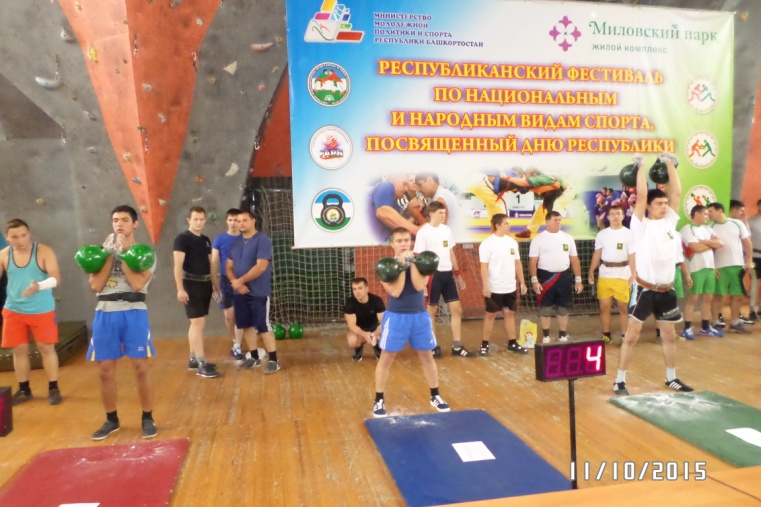 МИНИСТЕРСТВО
МОЛОДЕЖНОЙ
ПОЛИТИКИ И СПОРТА
РЕСПУБЛИКИ БАШКОРТОСТАН
Миловский парк
ЖИЛОЙ КОМПЛЕКС
РЕСПУБЛИКАНСКИЙ ФЕСТИВАЛЬ
ПО НАЦИОНАЛЬНЫМ
И НАРОДНЫМ ВИДАМ СПОРТА,
ПОСВЯЩЕННЫЙ ДНЮ РЕСПУБЛИКИ
1
4
11/10/2015